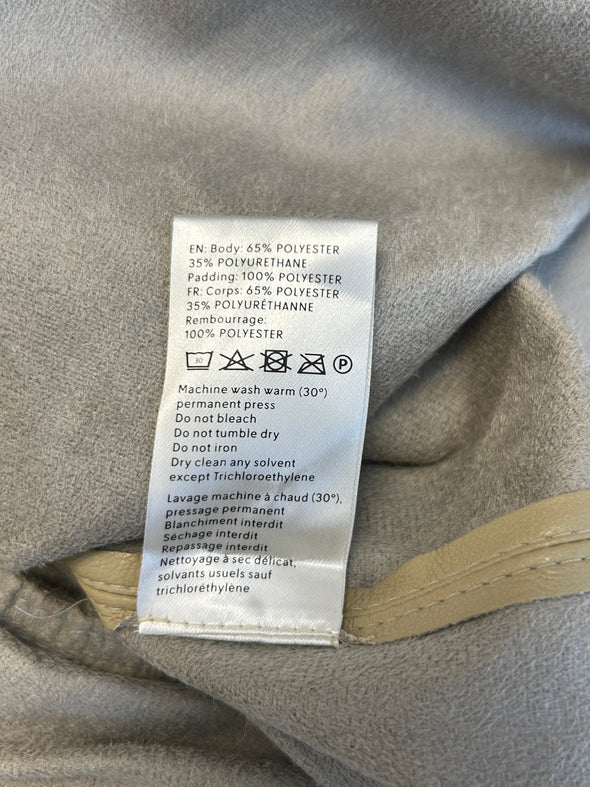 EN: Body: 65% POLYESTER
35% POLYURETHANE
Padding: 100% POLYESTER
FR: Corps: 65% POLYESTER
35% POLYURÉTHANNE
Rembourrage:
100% POLYESTER
30 P
Machine wash warm (30°)
permanent press
Do not bleach
Do not tumble dry
Do not iron
Dry clean any solvent
except Trichloroethylene
Lavage machine à chaud (30°),
pressage permanent
Blanchiment interdit
Séchage interdit
Repassage interdit
Nettoyage à sec délicat,
solvants usuels sauf
trichloréthylène